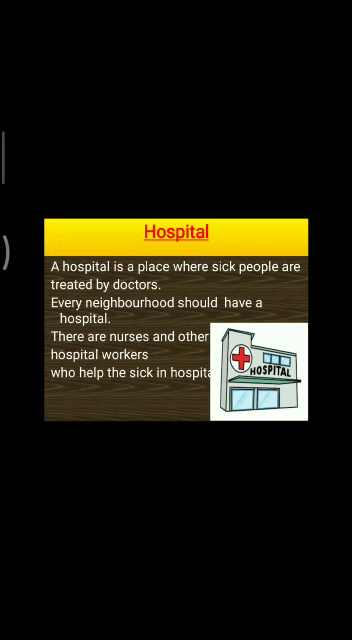 Hospital
A hospital is a place where sick people are
treated by doctors.
Every neighbourhood should have a
hospital.
There are nurses and other
hospital workers
who help the sick in
HOSPITAL